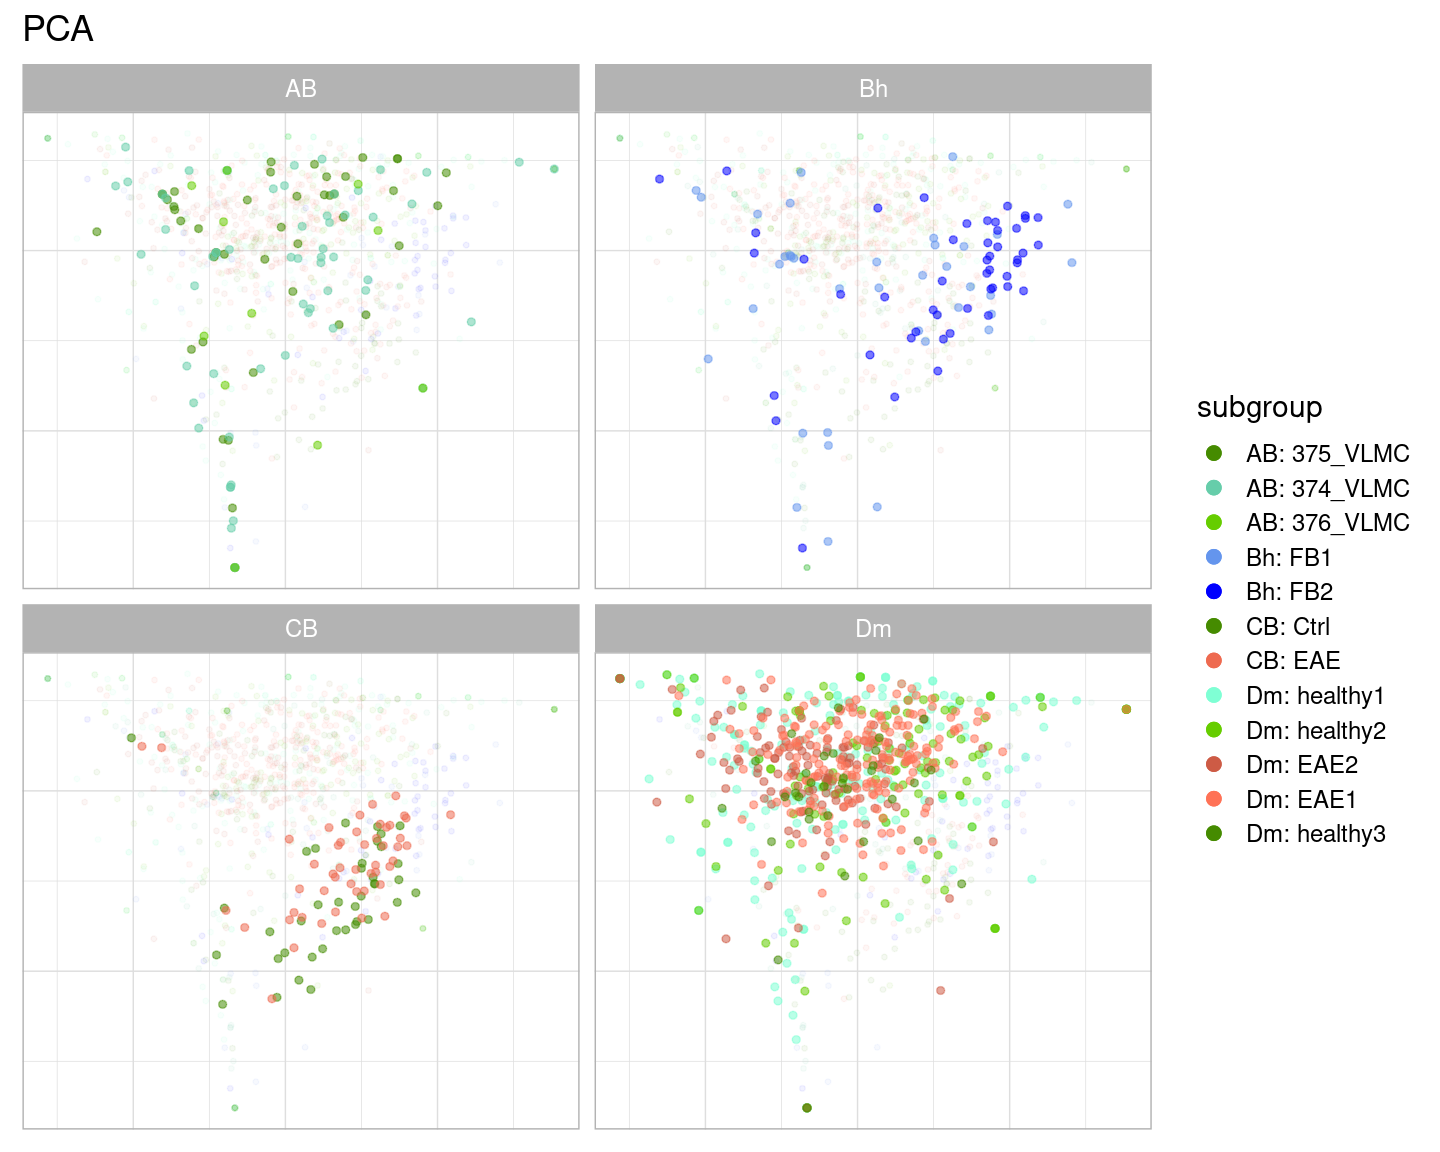 PCA
AB
Bh
CB
Dm
subgroup
AB: 375_VLMC
AB: 374_VLMC
AB: 376_VLMC
Bh: FB1
Bh: FB2
CB: Ctrl
CB: EAE
Dm: healthy1
Dm: healthy2
Dm: EAE2
Dm: EAE1
Dm: healthy3